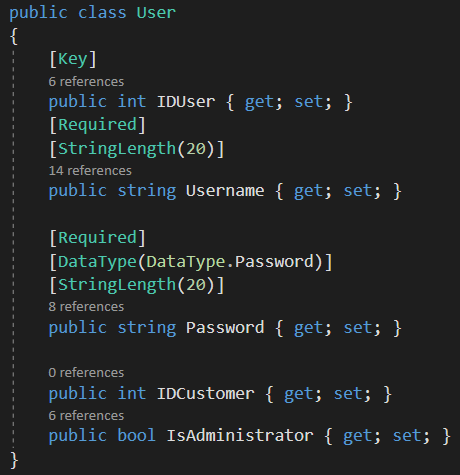 public class User
{
[Key]
6 references
public int IDUser { get; set; }
[Required]
[StringLength(20)]
14 references
public string Username { get; set; }
[Required]
[DataType(DataType.Password)]
[StringLength(20)]
8 references
public string Password { get; set; }
0 references
public int IDCustomer { get; set; }
6 references
public bool IsAdministrator { get; set; }
}